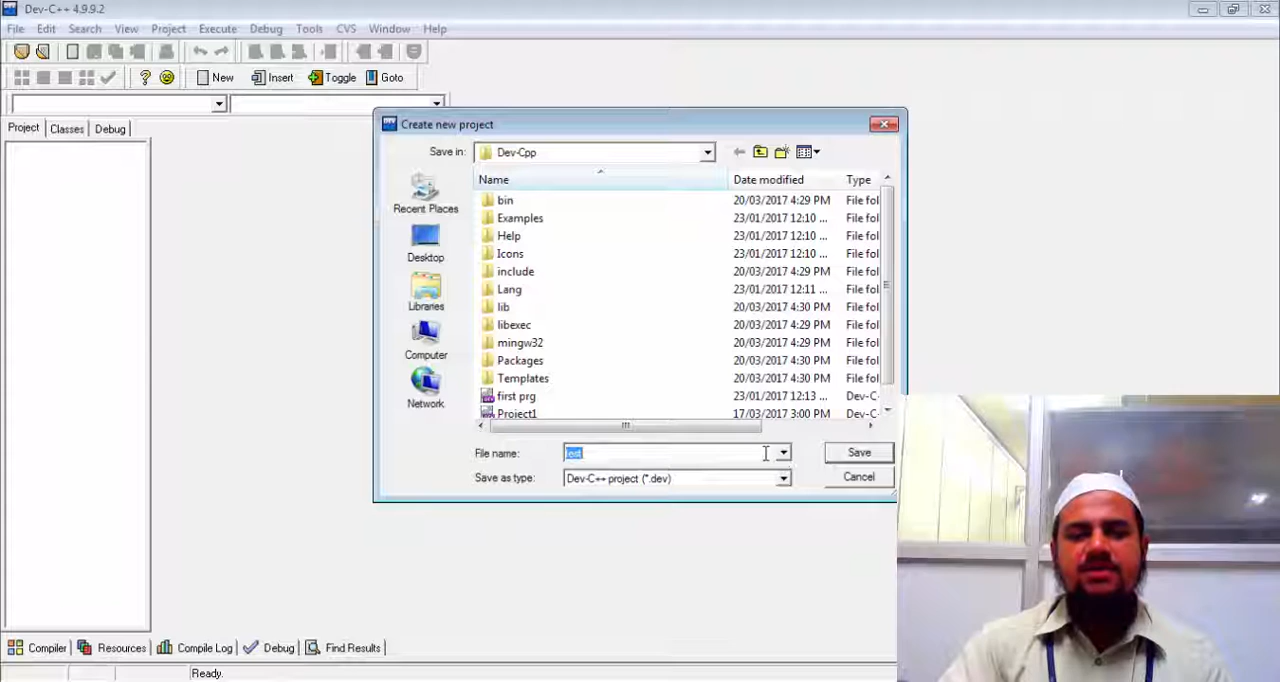 Dev-C++ 4.9.9.2
File Edit Search View Project Execute Debug Tools CVS Window Help
New Insert Toggle Goto
Project Classes Debug
Create new project
Save in: Dev-Cpp
Name Date modified Type
Recent Places
Desktop
Libraries
Computer
Network
bin 20/03/2017 4:29 PM File fol
Examples 23/01/2017 12:10 ... File fol
Help 23/01/2017 12:10 ... File fol
Icons 23/01/2017 12:10 ... File fol
include 20/03/2017 4:29 PM File fol
Lang 23/01/2017 12:11 ... File fol
lib 20/03/2017 4:30 PM File fol
libexec 20/03/2017 4:29 PM File fol
mingw32 20/03/2017 4:29 PM File fol
Packages 20/03/2017 4:30 PM File fol
Templates 20/03/2017 4:30 PM File fol
first prg 23/01/2017 12:13 ... Dev-C-
Project1 17/03/2017 3:00 PM Dev-C-
File name: test Save
Save as type: Dev-C++ project (*.dev) Cancel
Compiler Resources Compile Log Debug Find Results
Ready.